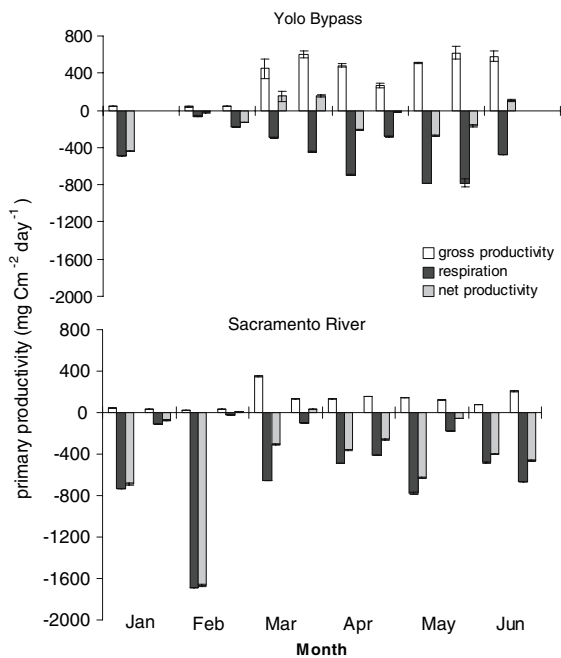 Yolo Bypass
800
400
0
-400
-800
-1200
-1600
-2000
gross productivity
respiration
net productivity
primary productivity (mg Cm⁻² day⁻¹)
Sacramento River
800
400
0
-400
-800
-1200
-1600
-2000
Jan Feb Mar Apr May Jun
Month